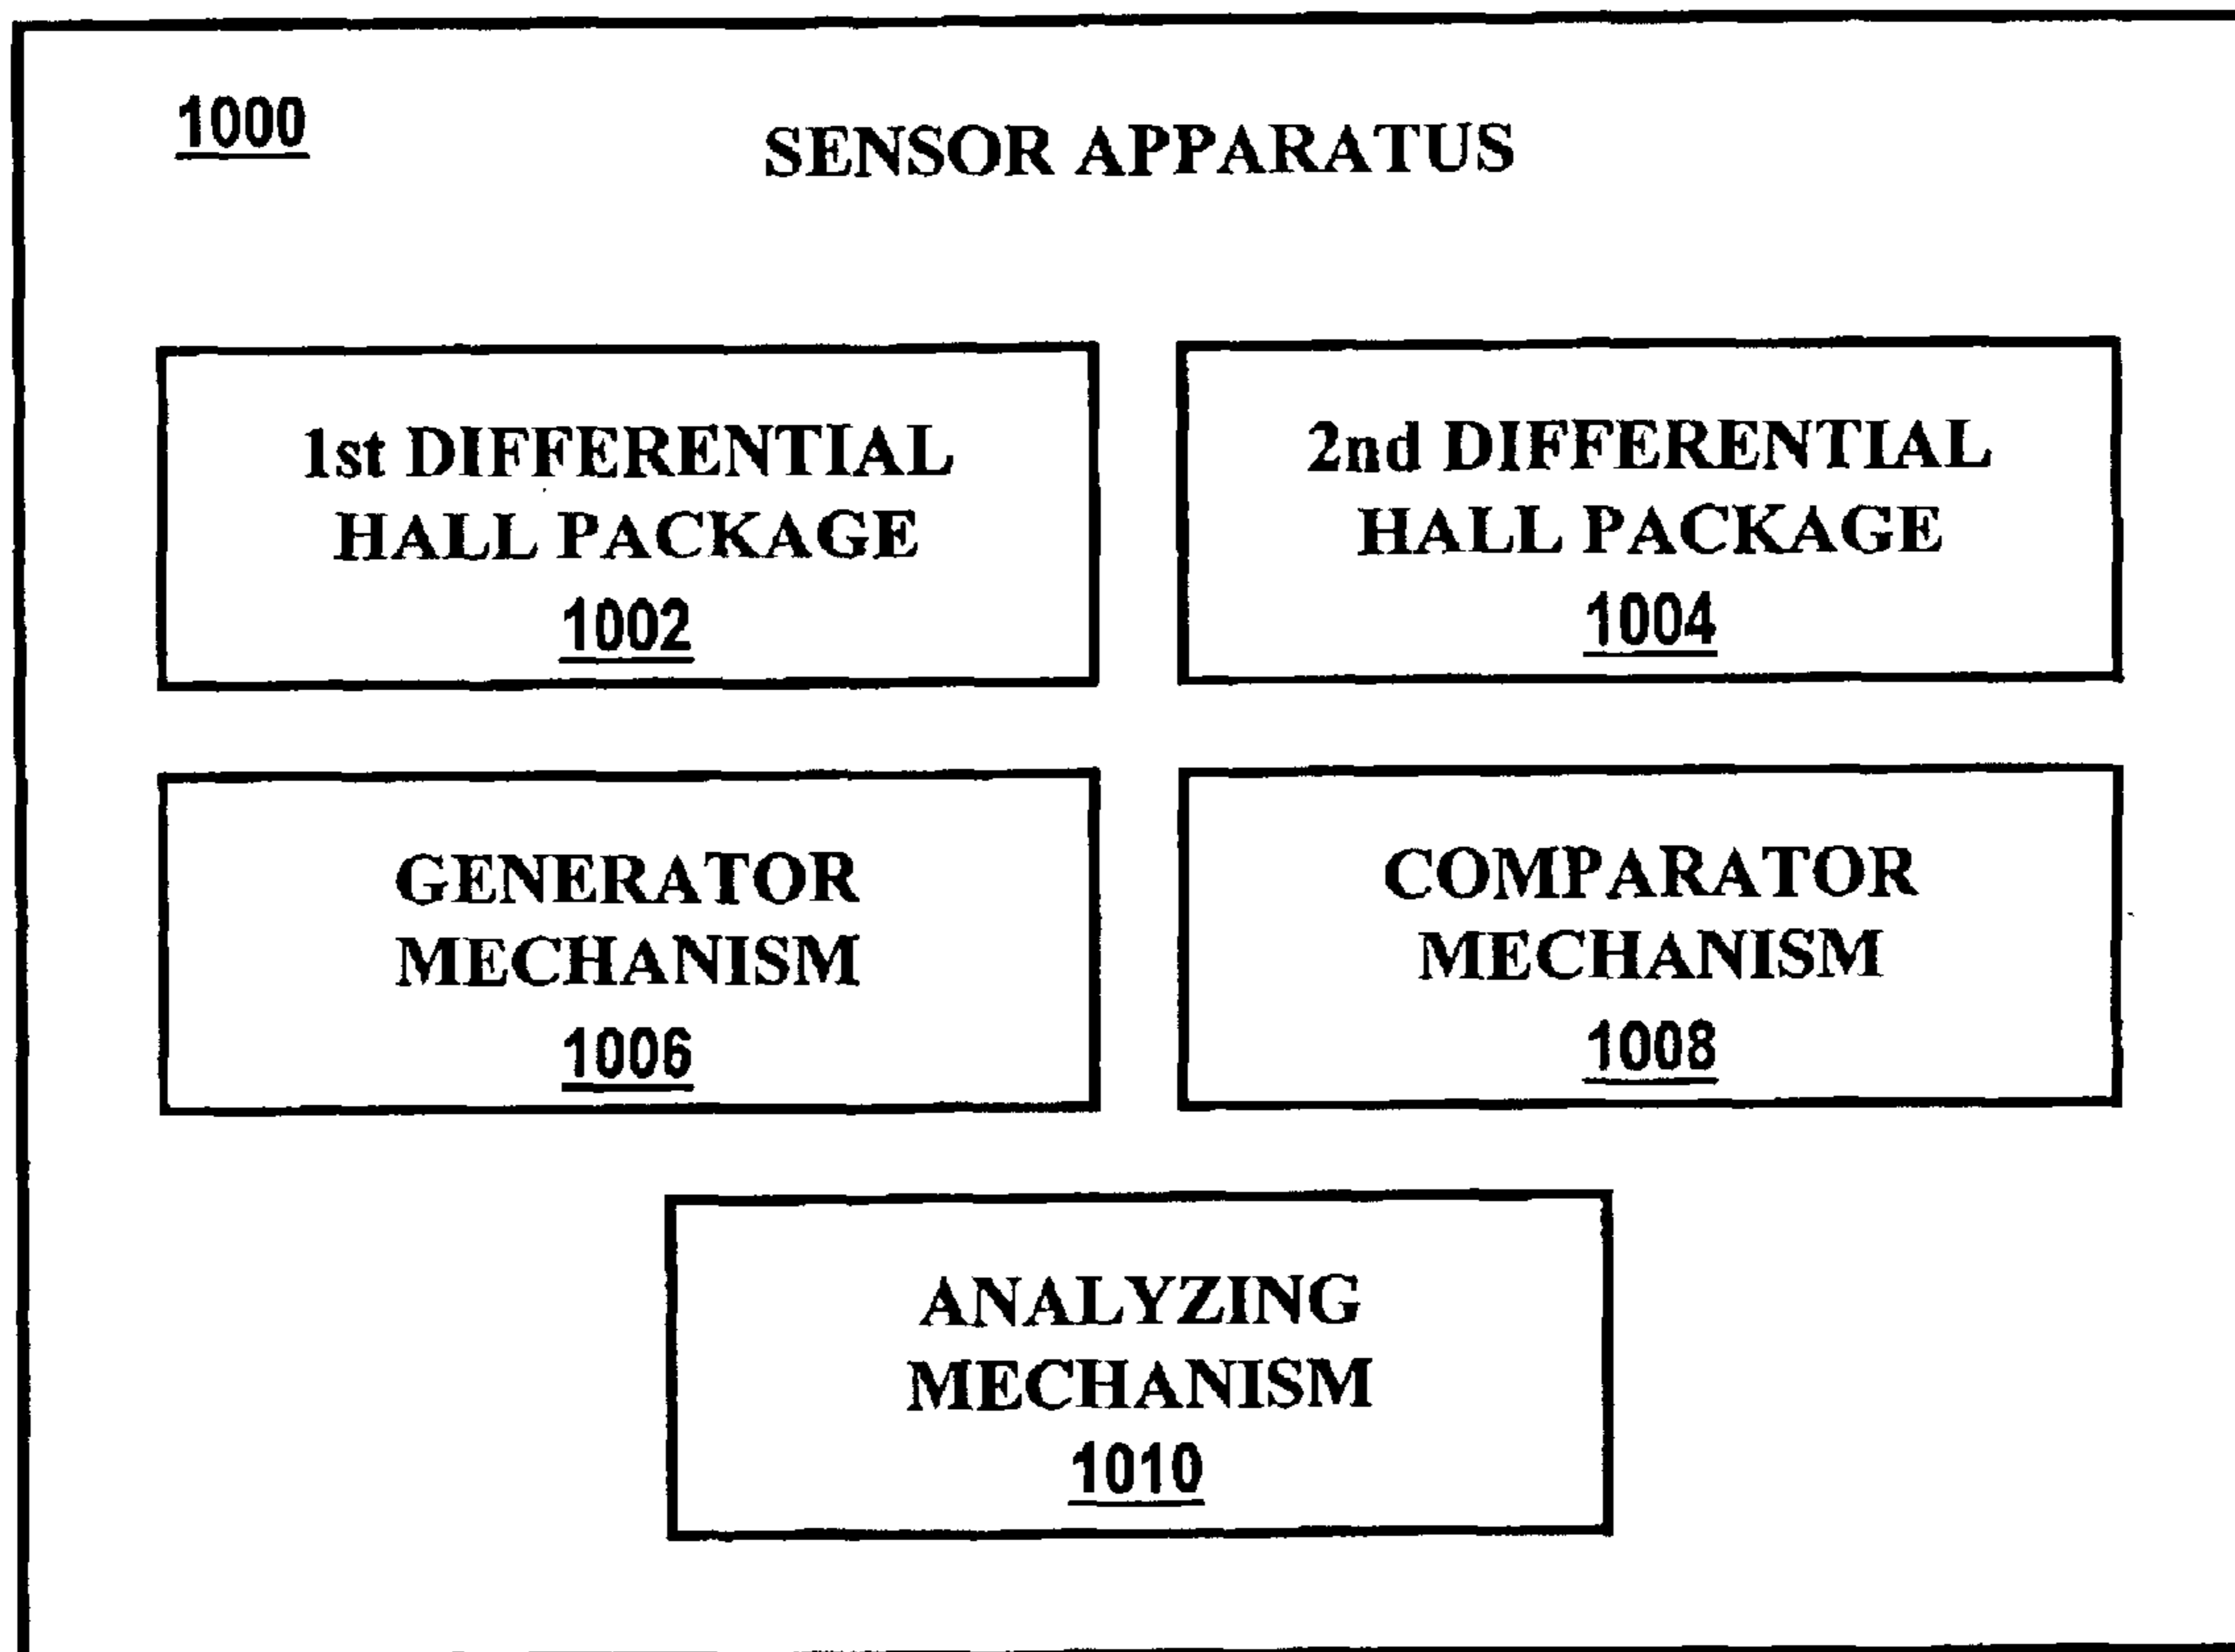 1000
SENSOR APPARATUS
1st DIFFERENTIAL
HALL PACKAGE
1002
2nd DIFFERENTIAL
HALL PACKAGE
1004
GENERATOR
MECHANISM
1006
COMPARATOR
MECHANISM
1008
ANALYZING
MECHANISM
1010